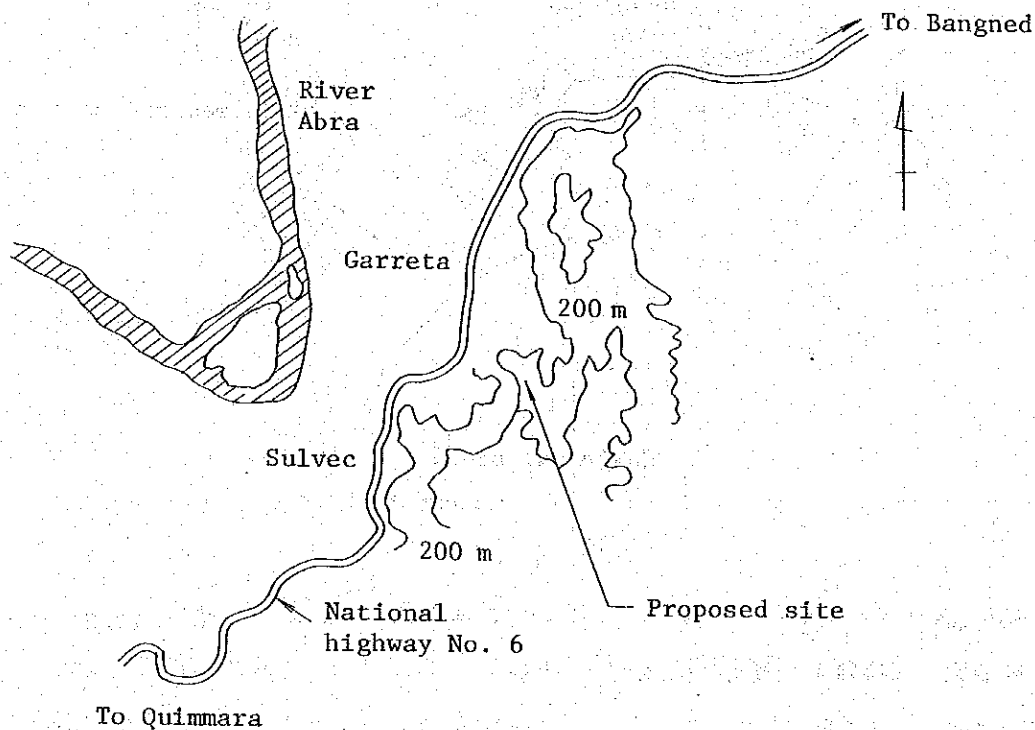 To Bangned
River
Abra
Garreta
200 m
Sulvec
200 m
Proposed site
National
highway No. 6
To Quimmara